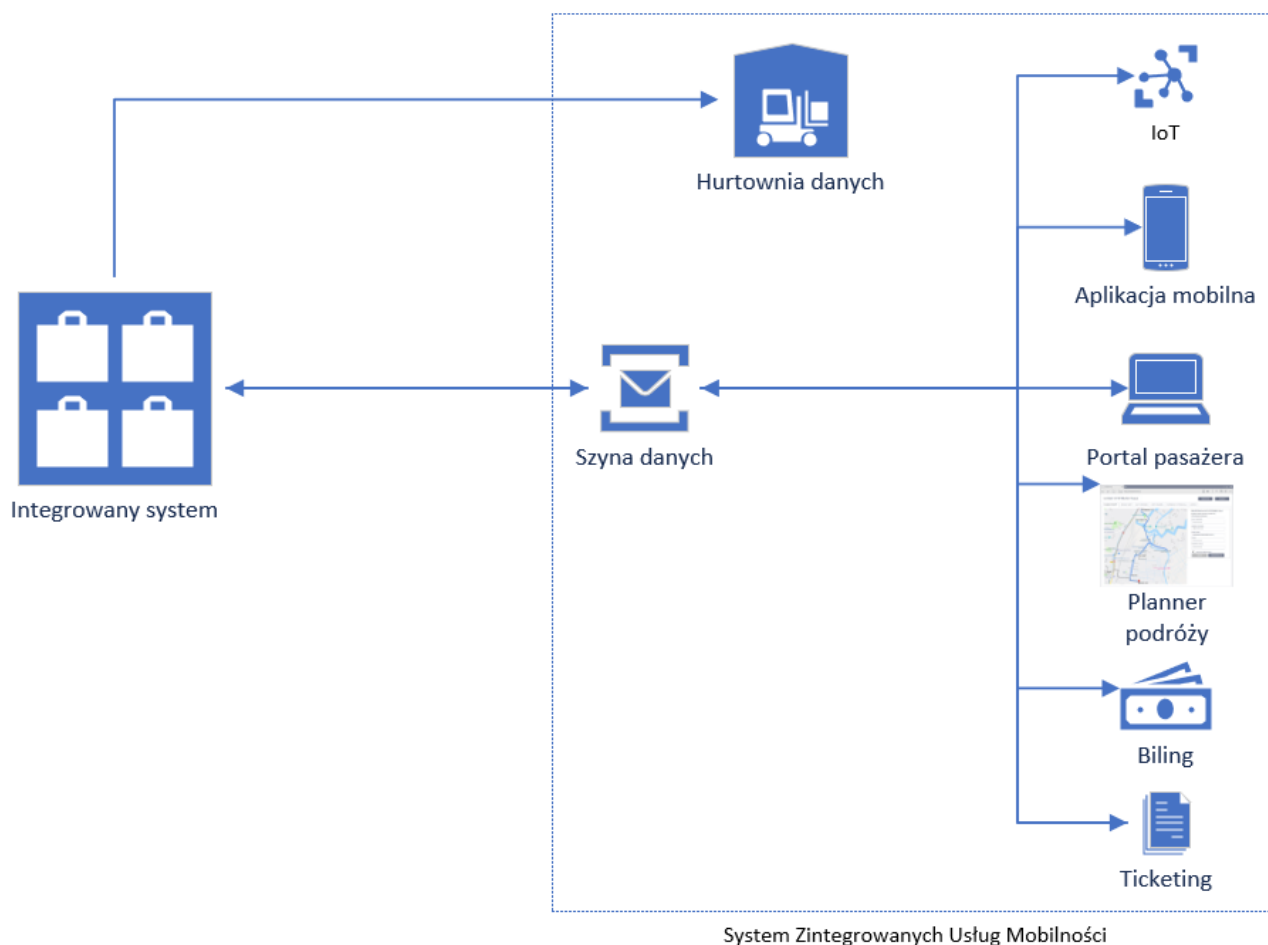 IoT
Hurtownia danych
Aplikacja mobilna
Szyna danych
Portal pasażera
Integrowany system
Planner
podróży
Biling
Ticketing
System Zintegrowanych Usług Mobilności